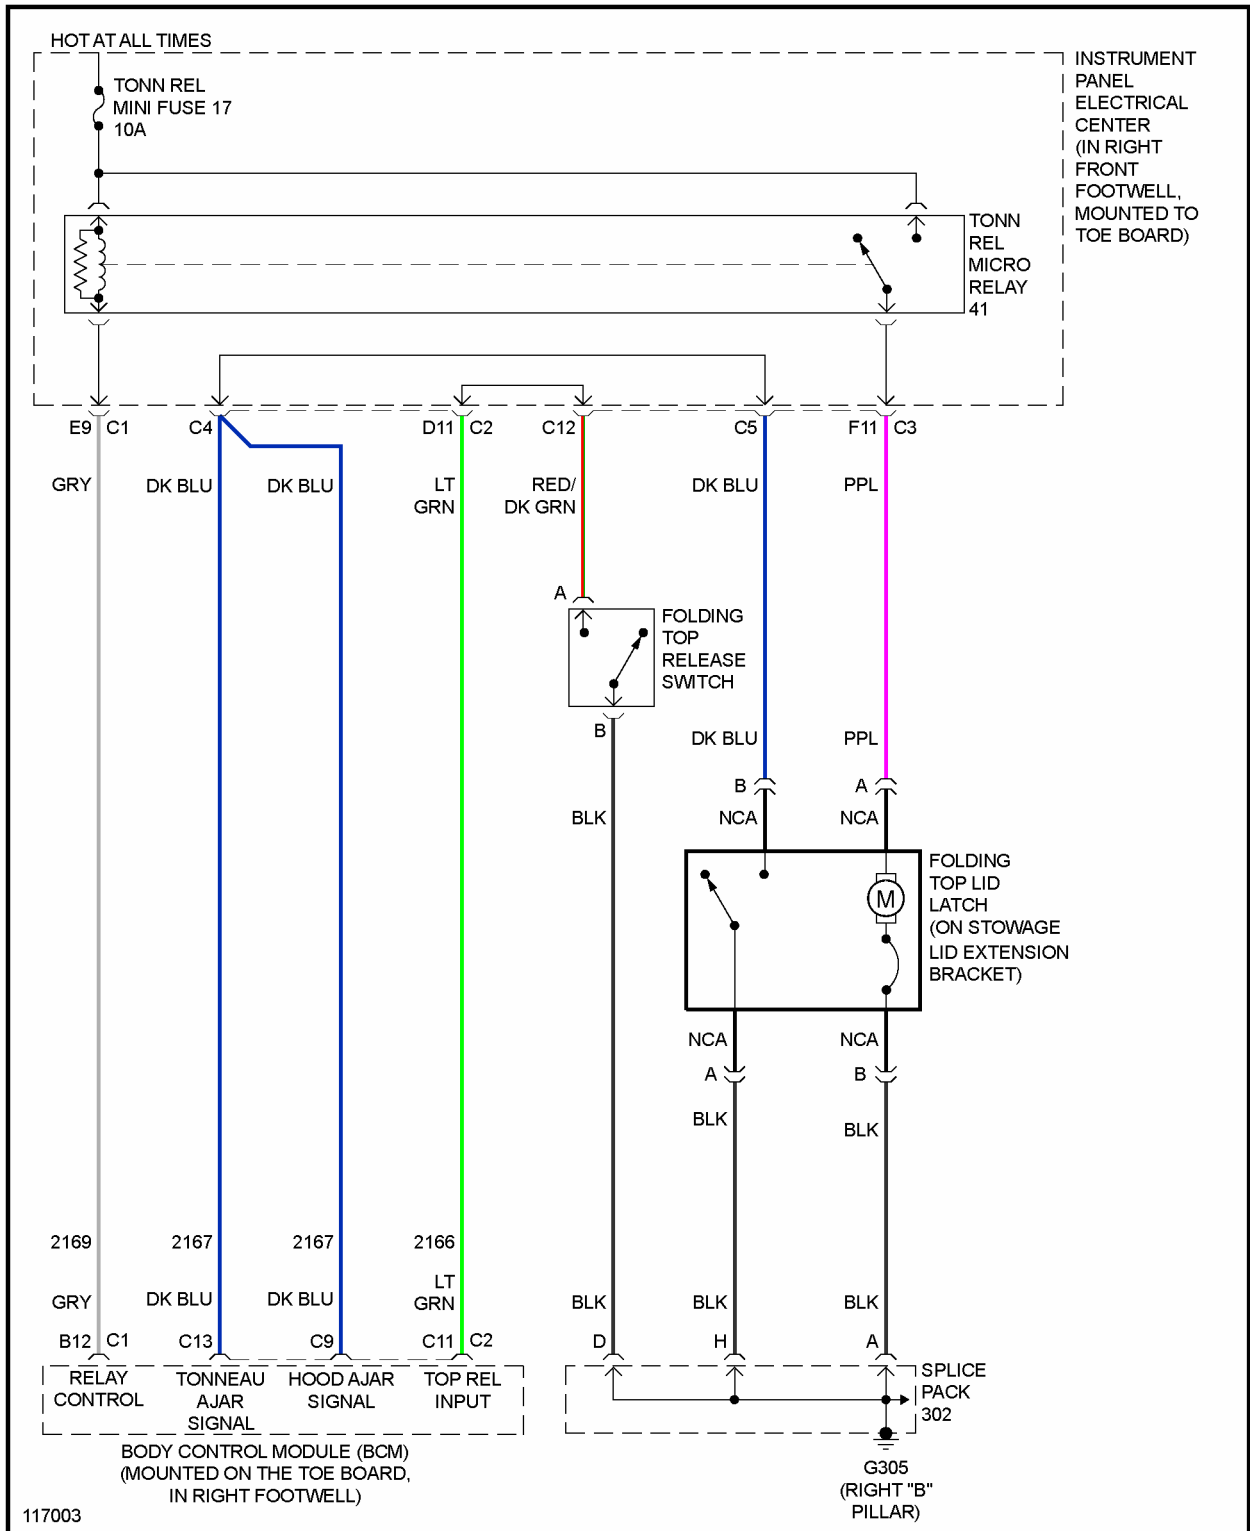 HOT AT ALL TIMES
TONN REL
MINI FUSE 17
10A
INSTRUMENT
PANEL
ELECTRICAL
CENTER
(IN RIGHT
FRONT
FOOTWELL,
MOUNTED TO
TOE BOARD)
TONN
REL
MICRO
RELAY
41
E9 C1
C4
D11 C2
C12
C5
F11 C3
GRY
DK BLU
DK BLU
LT
GRN
RED/
DK GRN
DK BLU
PPL
A
FOLDING
TOP
RELEASE
SWITCH
B
DK BLU
PPL
B
A
BLK
NCA
NCA
FOLDING
TOP LID
LATCH
(ON STOWAGE
LID EXTENSION
BRACKET)
M
NCA
NCA
A
B
BLK
BLK
2169
2167
2167
2166
GRY
DK BLU
DK BLU
LT
GRN
BLK
BLK
BLK
B12 C1
C13
C9
C11 C2
D
H
A
RELAY
CONTROL
TONNEAU
AJAR
SIGNAL
HOOD AJAR
SIGNAL
TOP REL
INPUT
SPLICE
PACK
302
BODY CONTROL MODULE (BCM)
(MOUNTED ON THE TOE BOARD,
IN RIGHT FOOTWELL)
G305
(RIGHT "B"
PILLAR)
117003